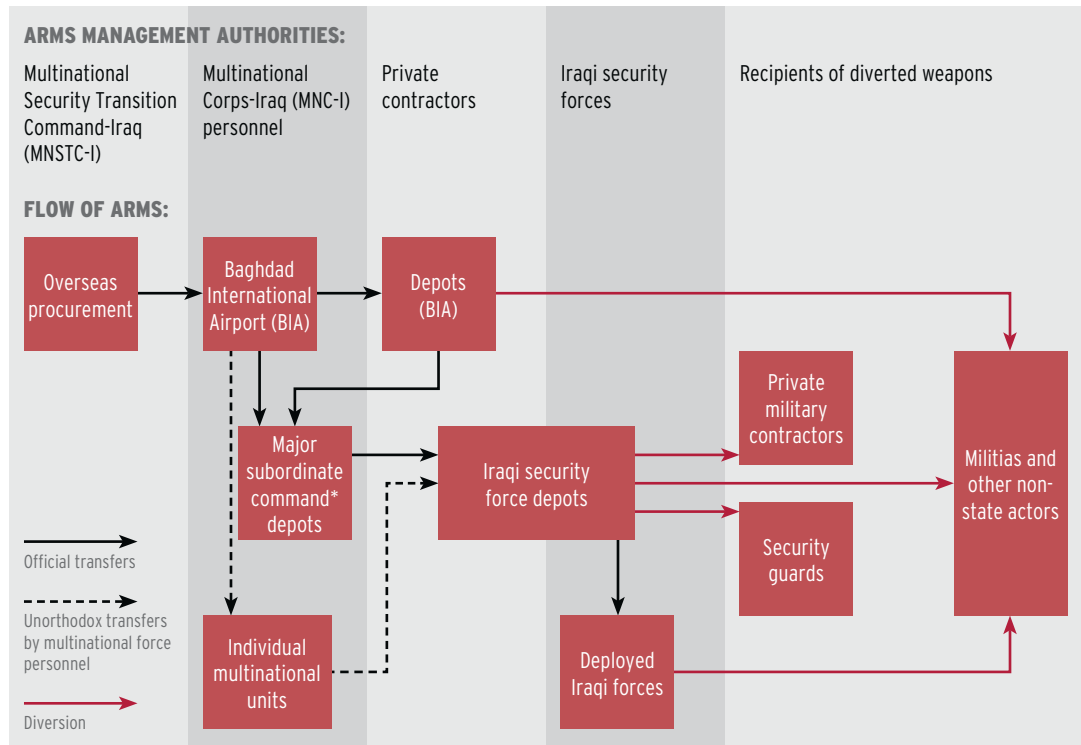 ARMS MANAGEMENT AUTHORITIES:
Multinational
Security Transition
Command-Iraq
(MNSTC-I)
Multinational
Corps-Iraq (MNC-I)
personnel
Private
contractors
Iraqi security
forces
Recipients of diverted weapons
FLOW OF ARMS:
Overseas
procurement
Baghdad
International
Airport (BIA)
Depots
(BIA)
Major
subordinate
command*
depots
Iraqi security
force depots
Private
military
contractors
Militias and
other non-
state actors
Security
guards
Individual
multinational
units
Deployed
Iraqi forces
Official transfers
Unorthodox transfers
by multinational force
personnel
Diversion